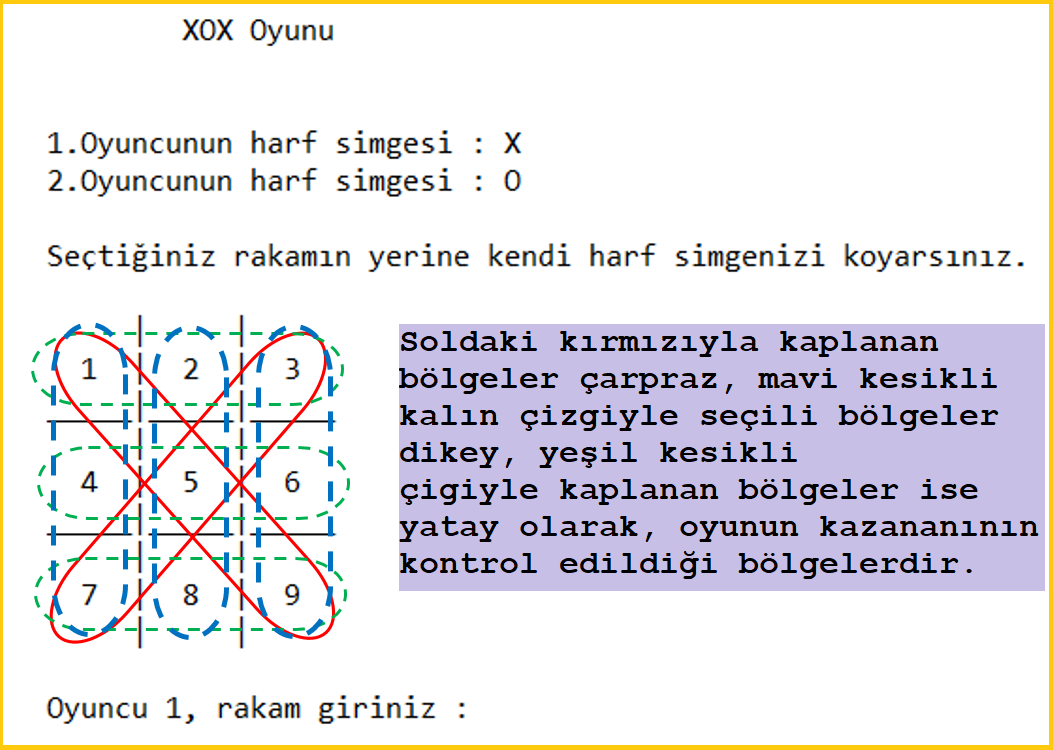 XOX Oyunu
1.Oyuncunun harf simgesi : X
2.Oyuncunun harf simgesi : O
Seçtiğiniz rakamın yerine kendi harf simgenizi koyarsınız.
1 2 3
4 5 6
7 8 9
Soldaki kırmızıyla kaplanan
bölgeler çarpraz, mavi kesikli
kalın çizgiyle seçili bölgeler
dikey, yeşil kesikli
çigiyle kaplanan bölgeler ise
yatay olarak, oyunun kazananının
kontrol edildiği bölgelerdir.
Oyuncu 1, rakam giriniz :